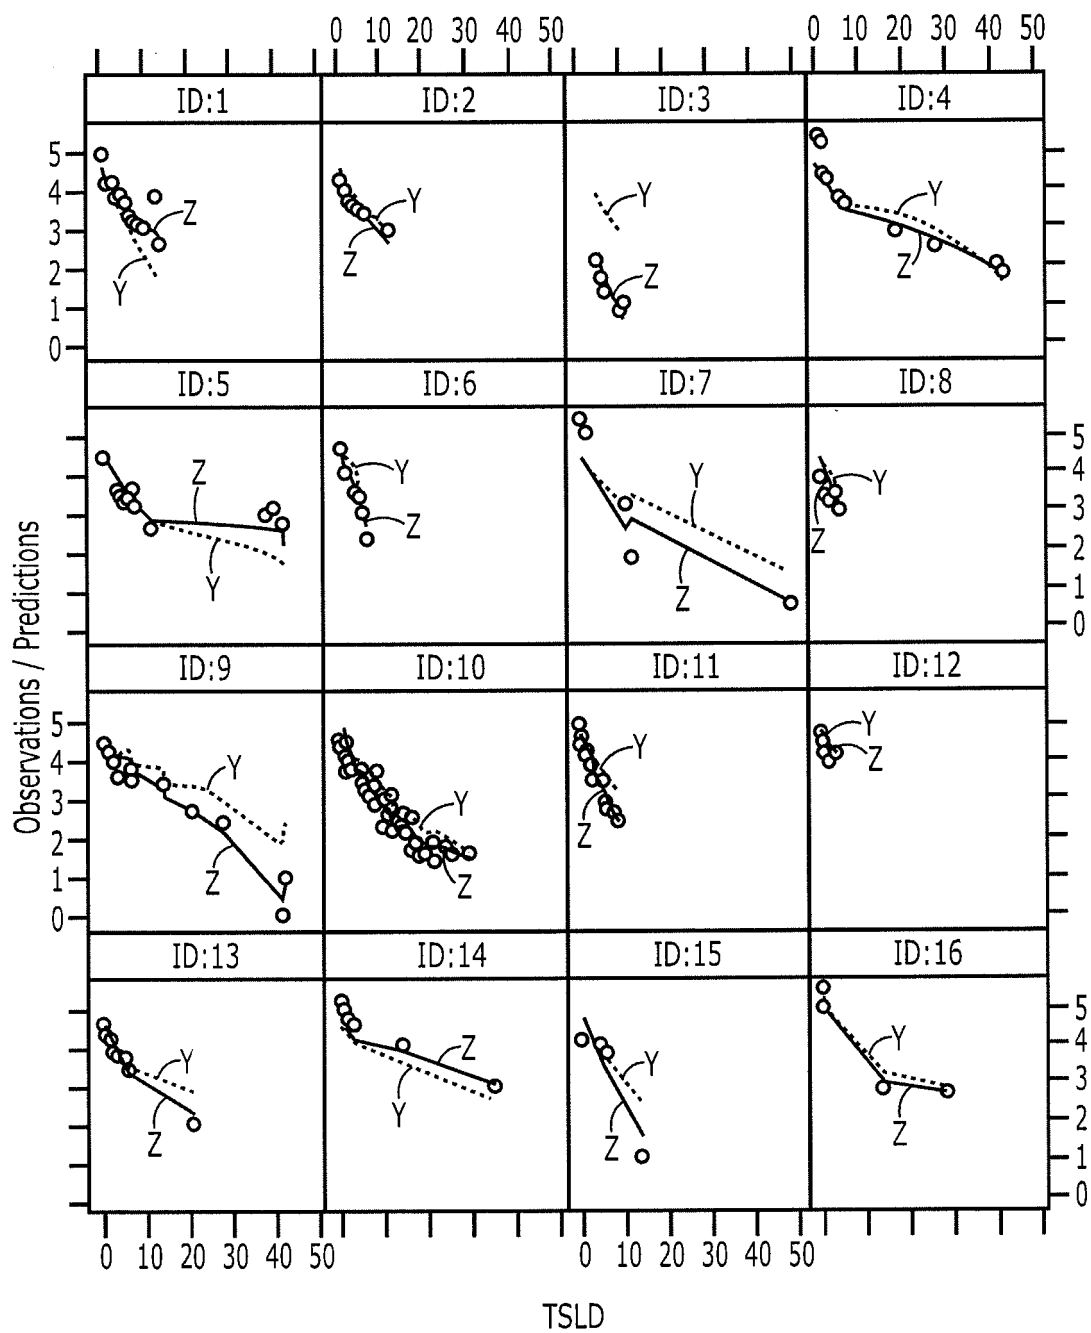 0 10 20 30 40 50 0 10 20 30 40 50
ID:1 ID:2 ID:3 ID:4
5
4
3
2
1
0
Z
Y
Y
Z
Y
Z
Y
Z
ID:5 ID:6 ID:7 ID:8
Z
Y
Y
Z
Y
Z
Y
Z
5
4
3
2
1
0
Observations / Predictions
ID:9 ID:10 ID:11 ID:12
5
4
3
2
1
0
Y
Z
Y
Z
Y
Z
Y
Z
ID:13 ID:14 ID:15 ID:16
Y
Z
Z
Y
Y
Z
Y
Z
5
4
3
2
1
0
0 10 20 30 40 50 0 10 20 30 40 50
TSLD